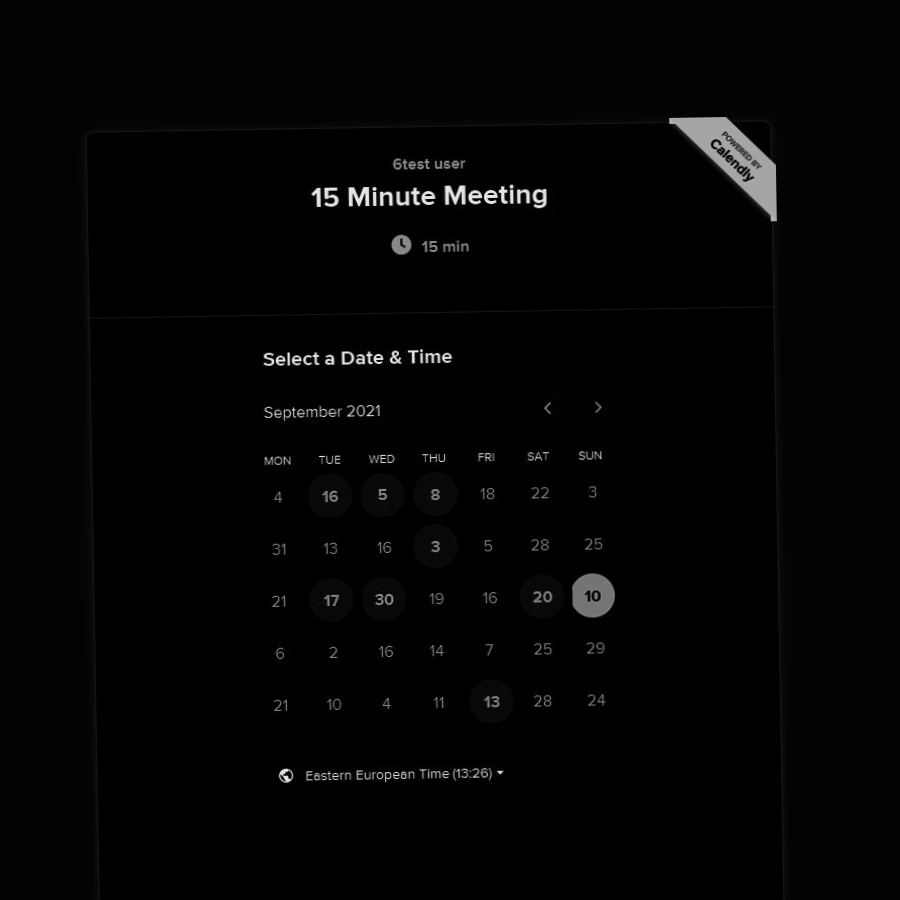 POWERED BY
Calendly
6test user
15 Minute Meeting
15 min
Select a Date & Time
September 2021
MON TUE WED THU FRI SAT SUN
4 16 5 8 18 22 3
31 13 16 3 5 28 25
21 17 30 19 16 20 10
6 2 16 14 7 25 29
21 10 4 11 13 28 24
Eastern European Time (13:26)